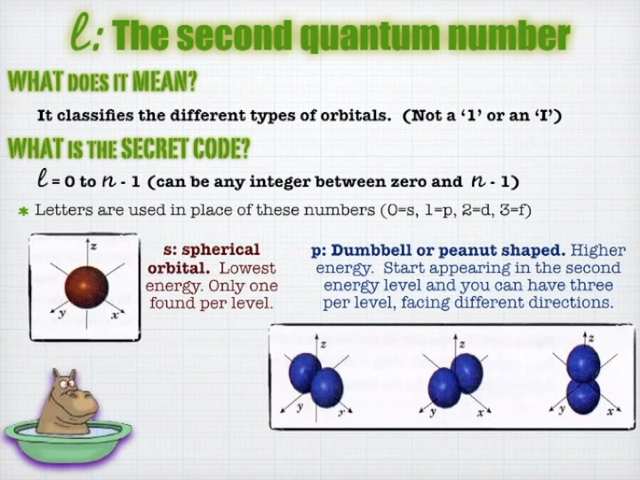 l: The second quantum number
WHAT DOES IT MEAN?
It classifies the different types of orbitals. (Not a ‘1’ or an ‘I’)
WHAT IS THE SECRET CODE?
l = 0 to n - 1 (can be any integer between zero and n - 1)
* Letters are used in place of these numbers (0=s, 1=p, 2=d, 3=f)
s: spherical
orbital. Lowest
energy. Only one
found per level.
p: Dumbbell or peanut shaped. Higher
energy. Start appearing in the second
energy level and you can have three
per level, facing different directions.
z
y
x
z
y
x
z
y
x
z
y
x